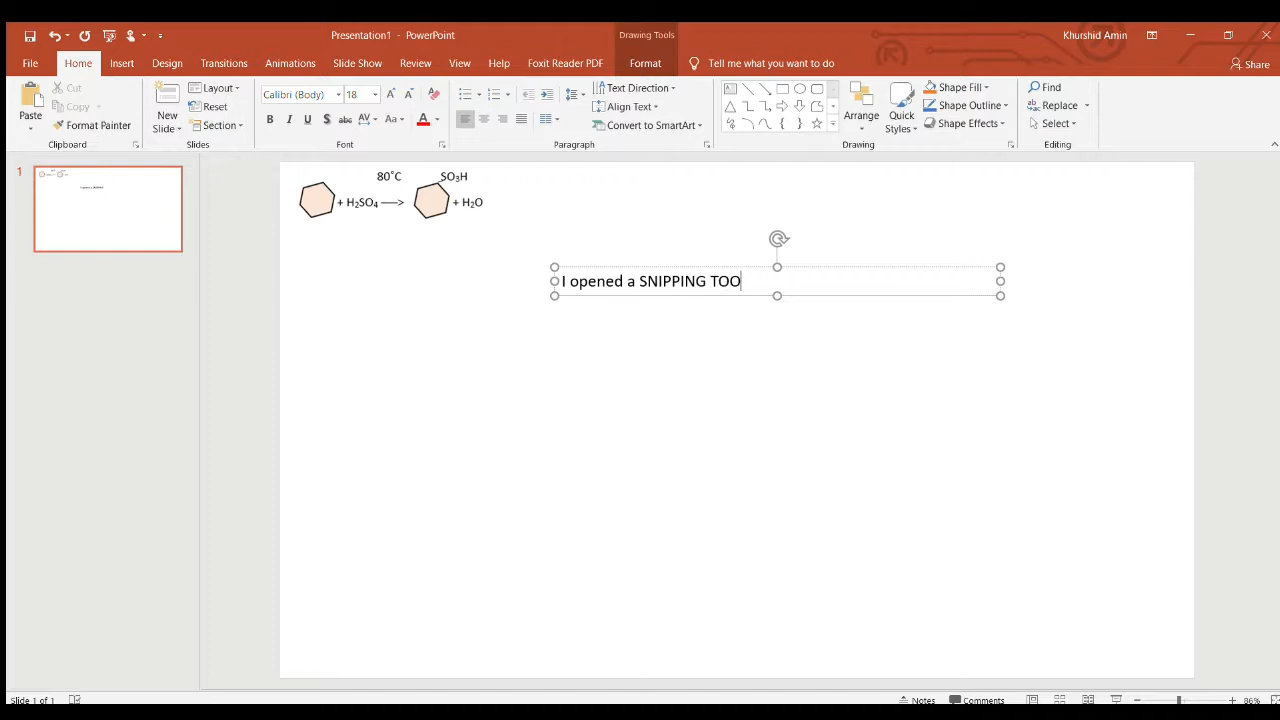 Presentation1 - PowerPoint
Drawing Tools
Khurshid Amin
File Home Insert Design Transitions Animations Slide Show Review View Help Foxit Reader PDF Format Tell me what you want to do Share
Paste Cut Copy Format Painter Clipboard
New Slide Layout Reset Section Slides
Calibri (Body) 18 B I U S abc AV Aa A Font
Text Direction Align Text Convert to SmartArt Paragraph
Arrange Quick Styles Shape Fill Shape Outline Shape Effects Drawing
Find Replace Select Editing
1
80°C SO₃H
+ H₂SO₄ ──> + H₂O
I opened a SNIPPING TOO
Slide 1 of 1 Notes Comments 86%